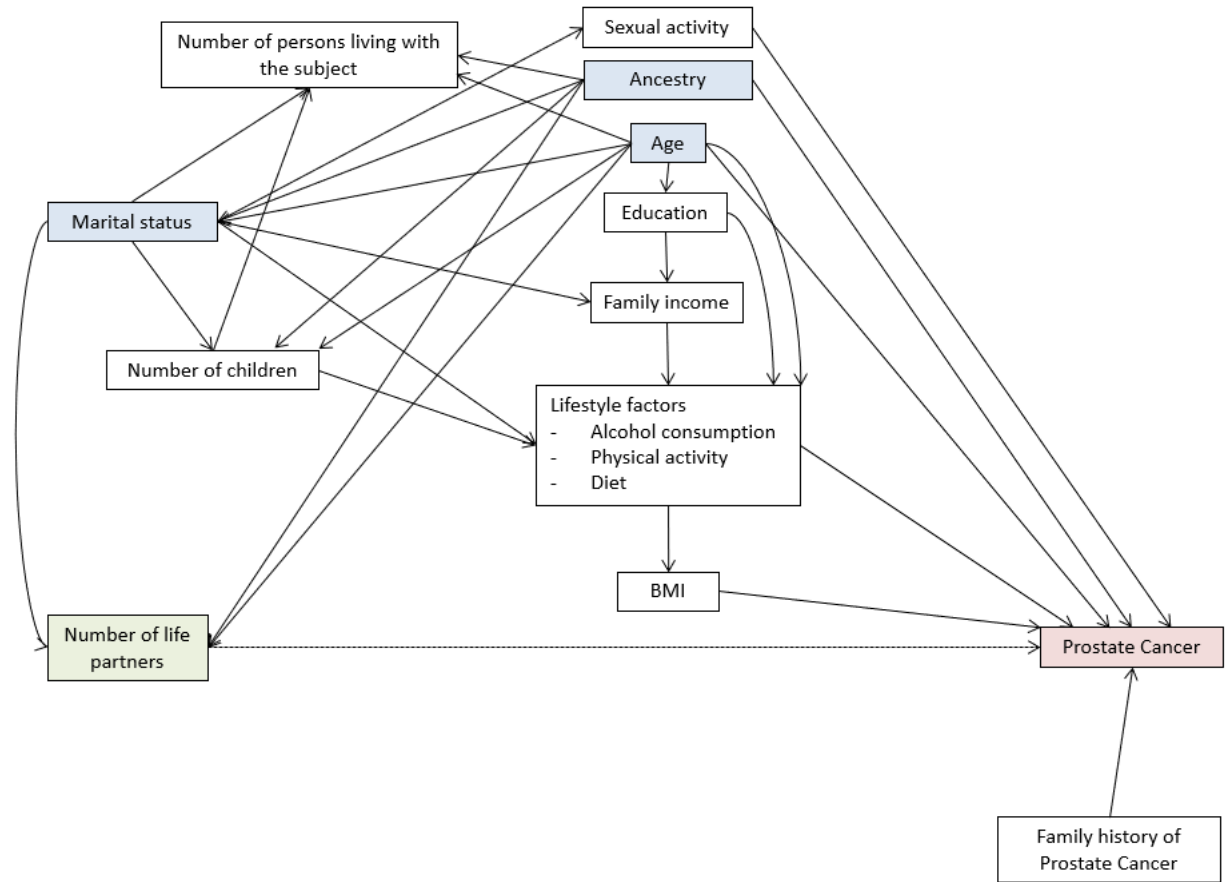 Sexual activity
Number of persons living with
the subject
Ancestry
Age
Education
Marital status
Family income
Number of children
Lifestyle factors
- Alcohol consumption
- Physical activity
- Diet
BMI
Number of life
partners
Prostate Cancer
Family history of
Prostate Cancer